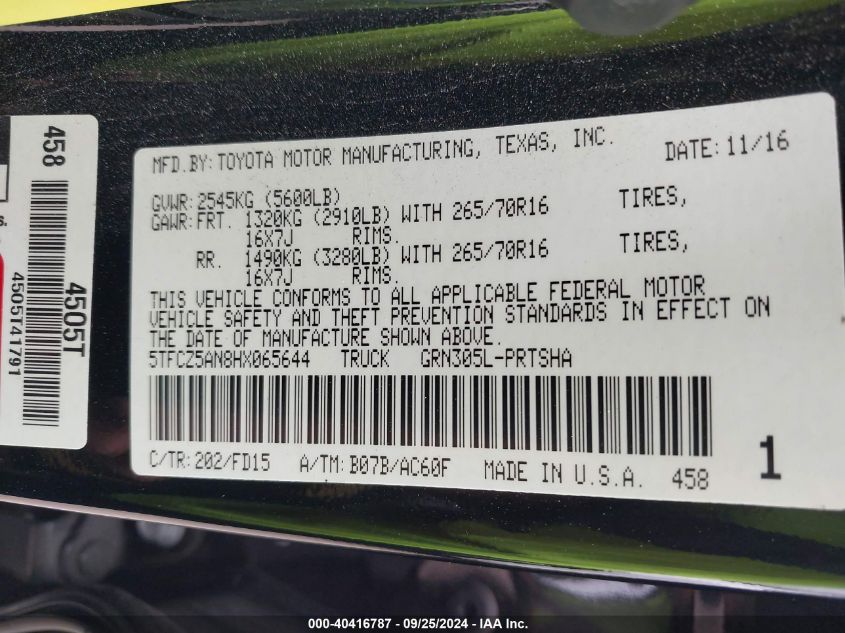 MFD.BY:TOYOTA MOTOR MANUFACTURING, TEXAS, INC. DATE:11/16
GVWR:2545KG (5600LB)
GAWR:FRT. 1320KG (2910LB) WITH 265/70R16 TIRES,
16X7J RIMS.
RR. 1490KG (3280LB) WITH 265/70R16 TIRES,
16X7J RIMS.
THIS VEHICLE CONFORMS TO ALL APPLICABLE FEDERAL MOTOR
VEHICLE SAFETY AND THEFT PREVENTION STANDARDS IN EFFECT ON
THE DATE OF MANUFACTURE SHOWN ABOVE.
5TFCZ5AN8HX065644 TRUCK GRN305L-PRTSHA
C/TR:202/FD15 A/TM:B07B/AC60F MADE IN U.S.A. 458
1
458
4505T
4505T41791
s.
000-40416787 - 09/25/2024 - IAA Inc.